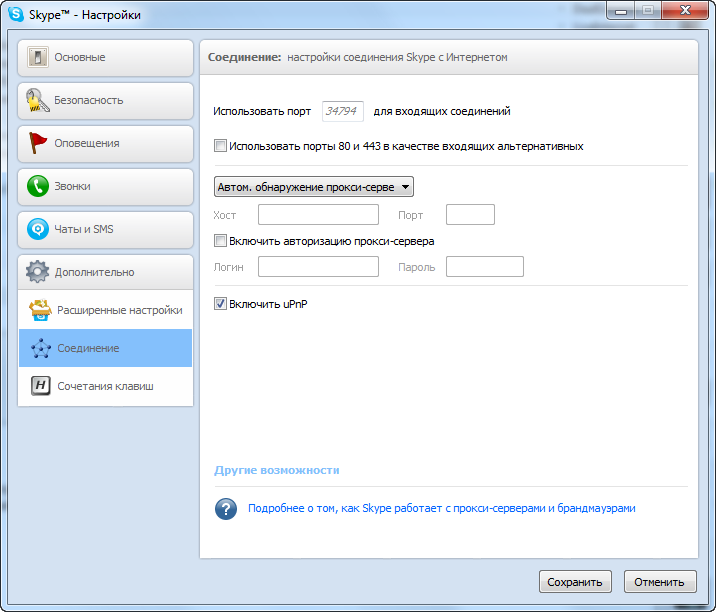 Skype™ - Настройки
Основные
Безопасность
Оповещения
Звонки
Чаты и SMS
Дополнительно
Расширенные настройки
Соединение
H Сочетания клавиш
Соединение: настройки соединения Skype с Интернетом
Использовать порт 34794 для входящих соединений
Использовать порты 80 и 443 в качестве входящих альтернативных
Автом. обнаружение прокси-серве
Хост Порт
Включить авторизацию прокси-сервера
Логин Пароль
Включить uPnP
Другие возможности
? Подробнее о том, как Skype работает с прокси-серверами и брандмауэрами
Сохранить Отменить